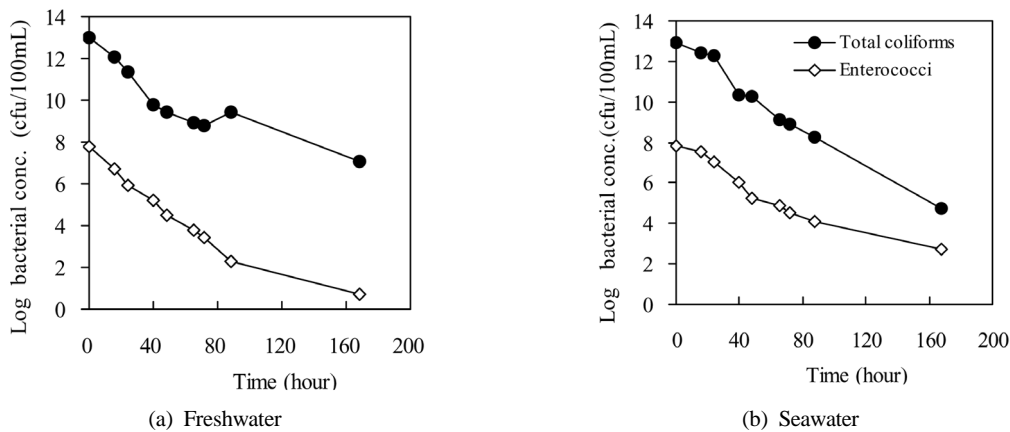 Log bacterial conc. (cfu/100mL)
14
12
10
8
6
4
2
0
0 40 80 120 160 200
Time (hour)
(a) Freshwater
Log bacterial conc.(cfu/100mL)
14
12
10
8
6
4
2
0
Total coliforms
Enterococci
0 40 80 120 160 200
Time (hour)
(b) Seawater